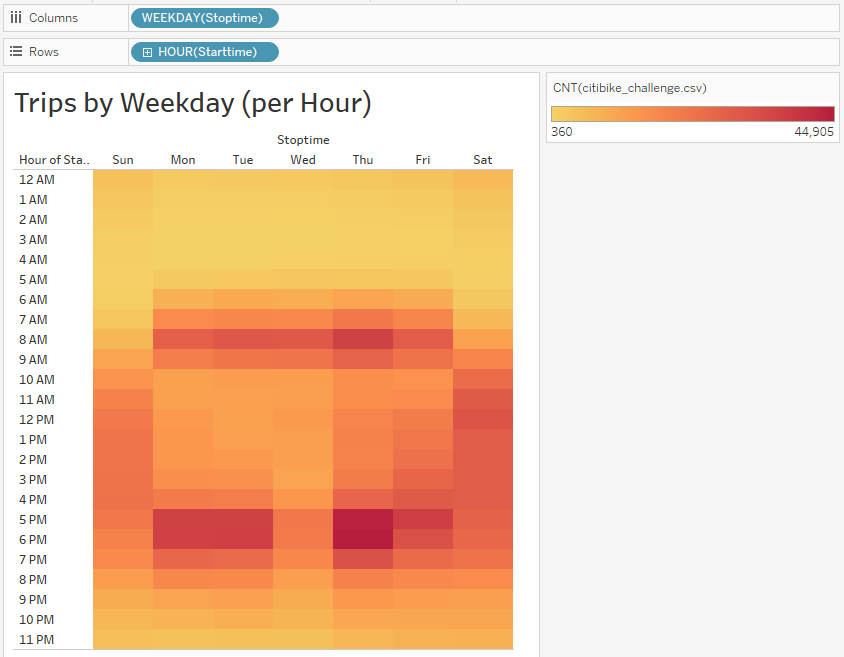 Columns WEEKDAY(Stoptime)
Rows HOUR(Starttime)
Trips by Weekday (per Hour)
CNT(citibike_challenge.csv)
360 44,905
Stoptime
Hour of Sta.. Sun Mon Tue Wed Thu Fri Sat
12 AM
1 AM
2 AM
3 AM
4 AM
5 AM
6 AM
7 AM
8 AM
9 AM
10 AM
11 AM
12 PM
1 PM
2 PM
3 PM
4 PM
5 PM
6 PM
7 PM
8 PM
9 PM
10 PM
11 PM